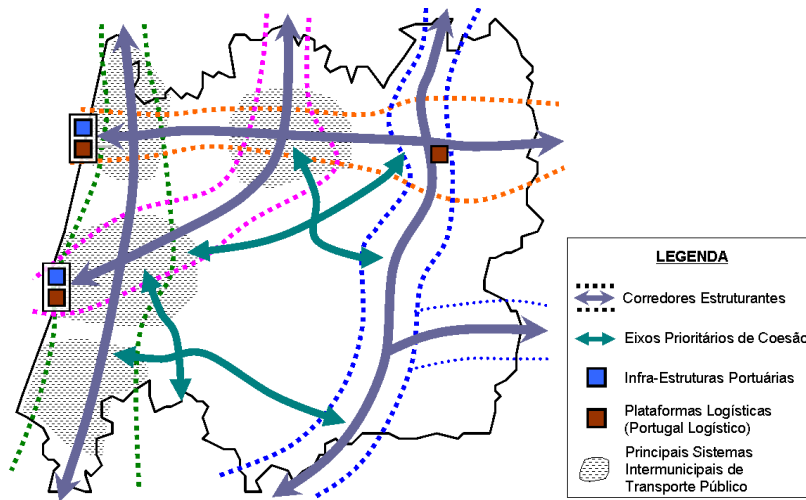 LEGENDA
Corredores Estruturantes
Eixos Prioritários de Coesão
Infra-Estruturas Portuárias
Plataformas Logísticas
(Portugal Logístico)
Principais Sistemas
Intermunicipais de
Transporte Público